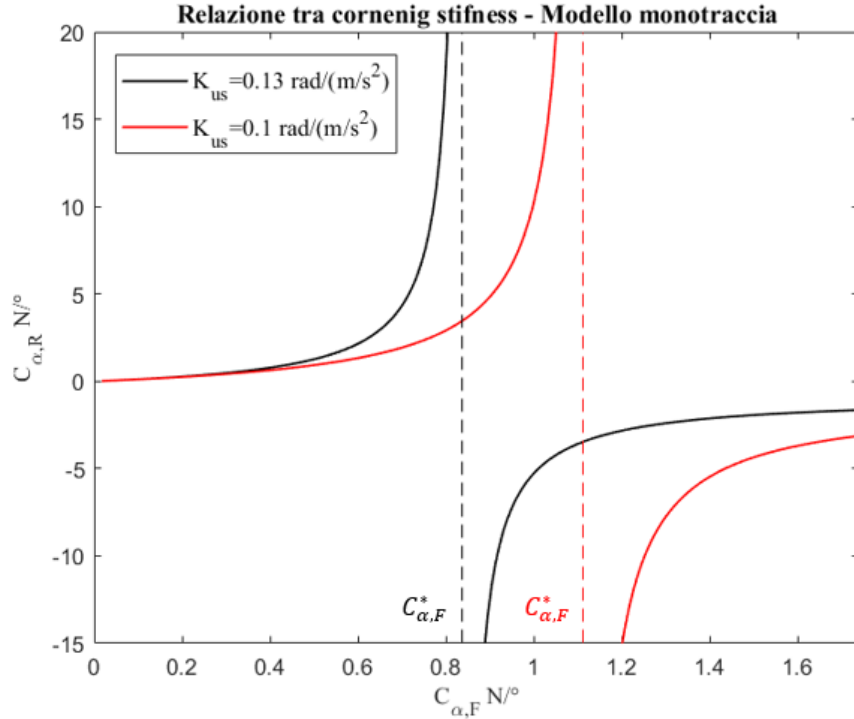 Relazione tra cornenig stifness - Modello monotraccia
K_us=0.13 rad/(m/s²)
K_us=0.1 rad/(m/s²)
20
15
10
5
0
-5
-10
-15
C_α,R N/°
C*_α,F
C*_α,F
0 0.2 0.4 0.6 0.8 1 1.2 1.4 1.6
C_α,F N/°